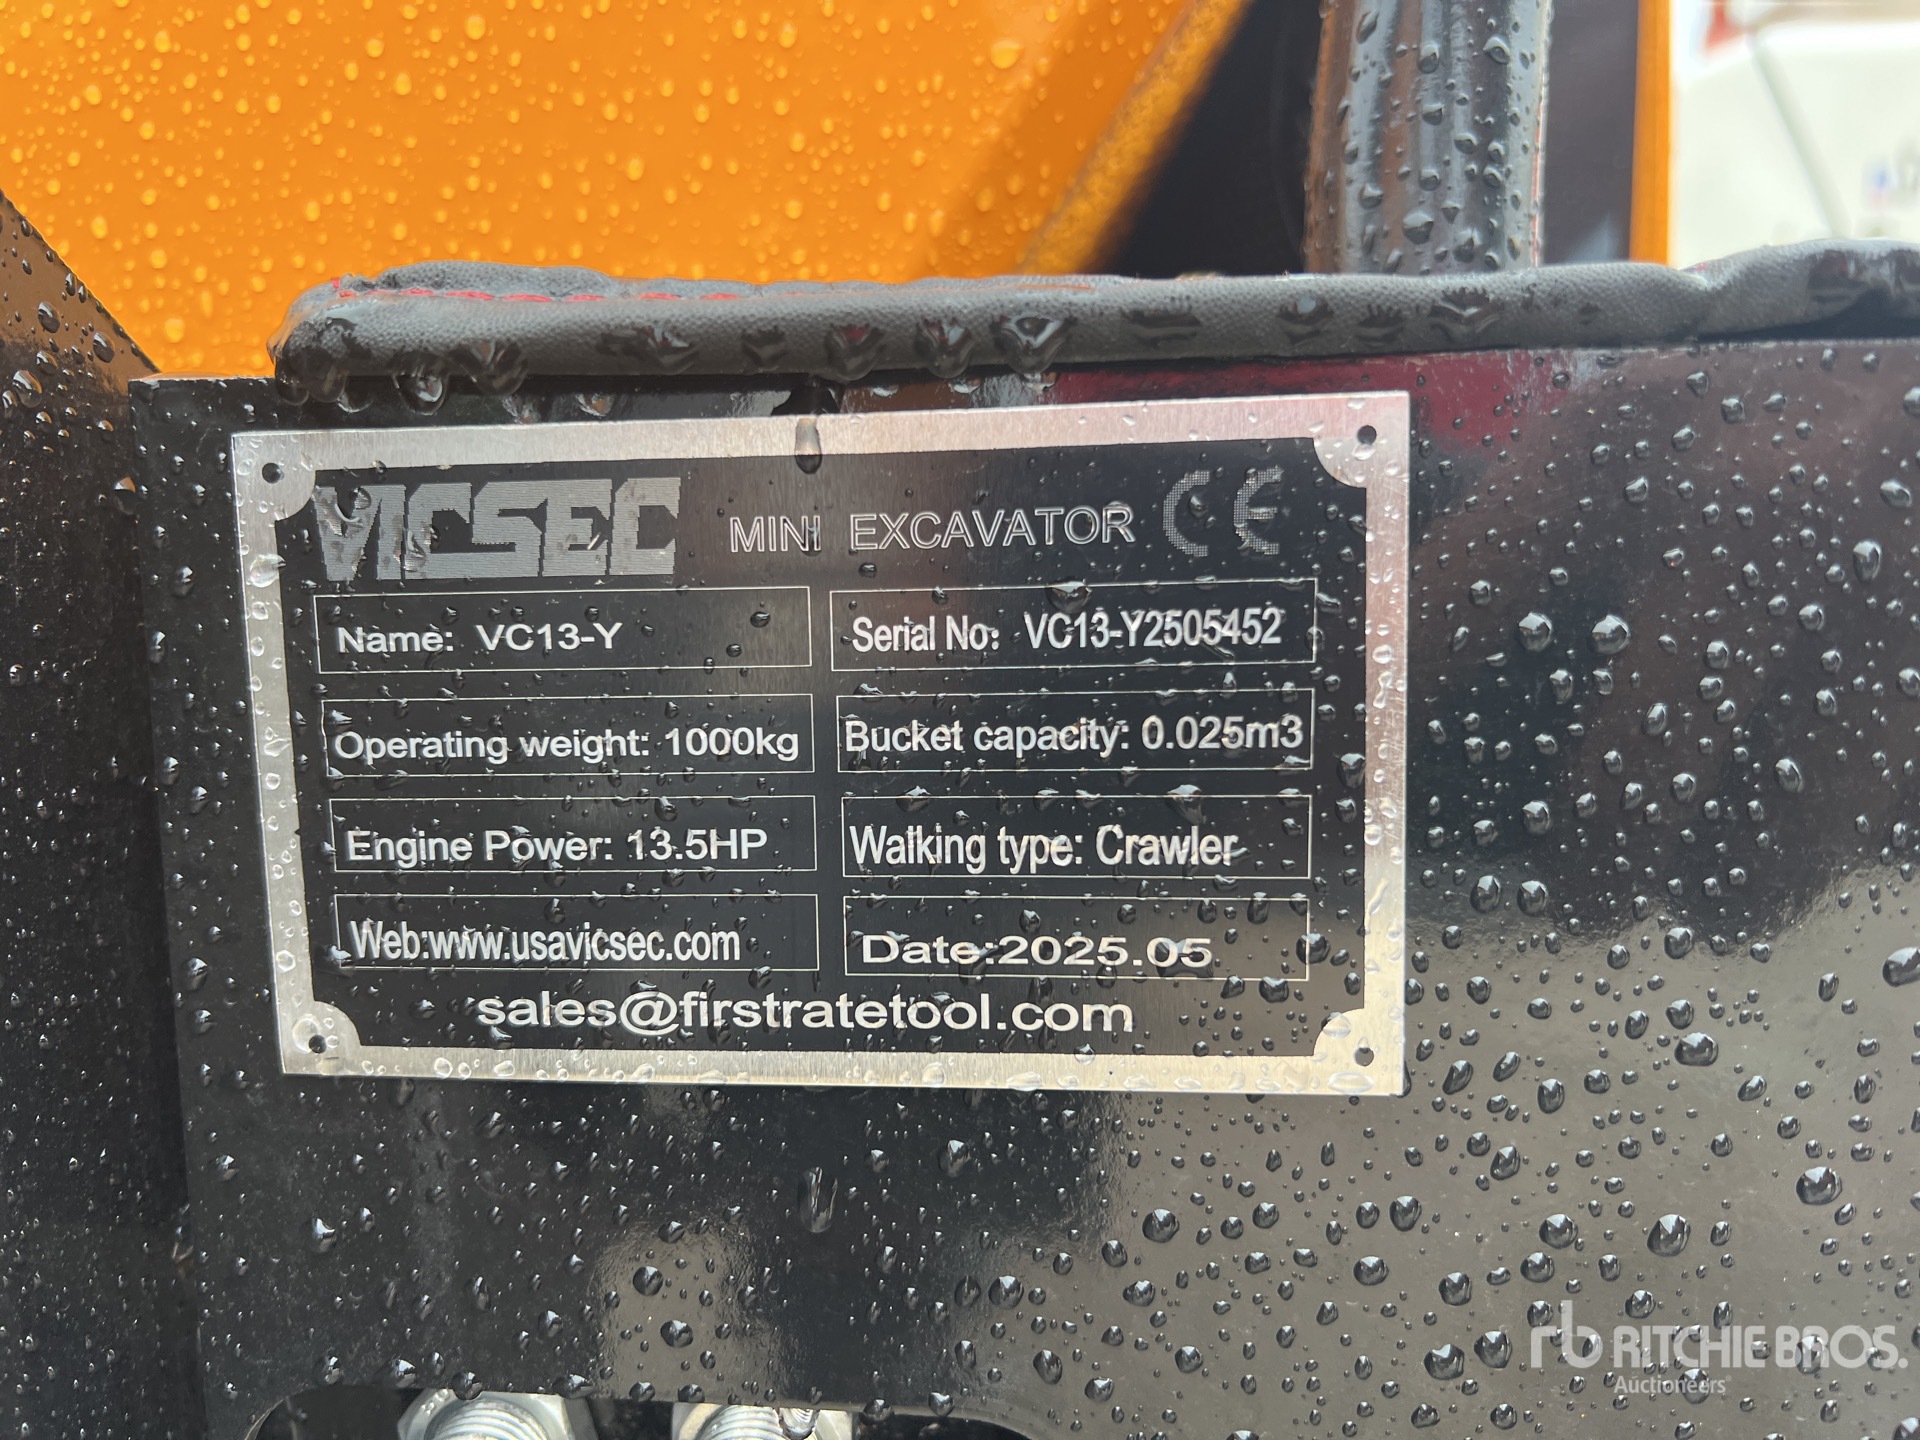 VICSEC MINI EXCAVATOR CE
Name: VC13-Y
Serial No: VC13-Y2505452
Operating weight: 1000kg
Bucket capacity: 0.025m3
Engine Power: 13.5HP
Walking type: Crawler
Web:www.usavicsec.com
Date:2025.05
sales@firstratetool.com
rb RITCHIE BROS.
Auctioneers